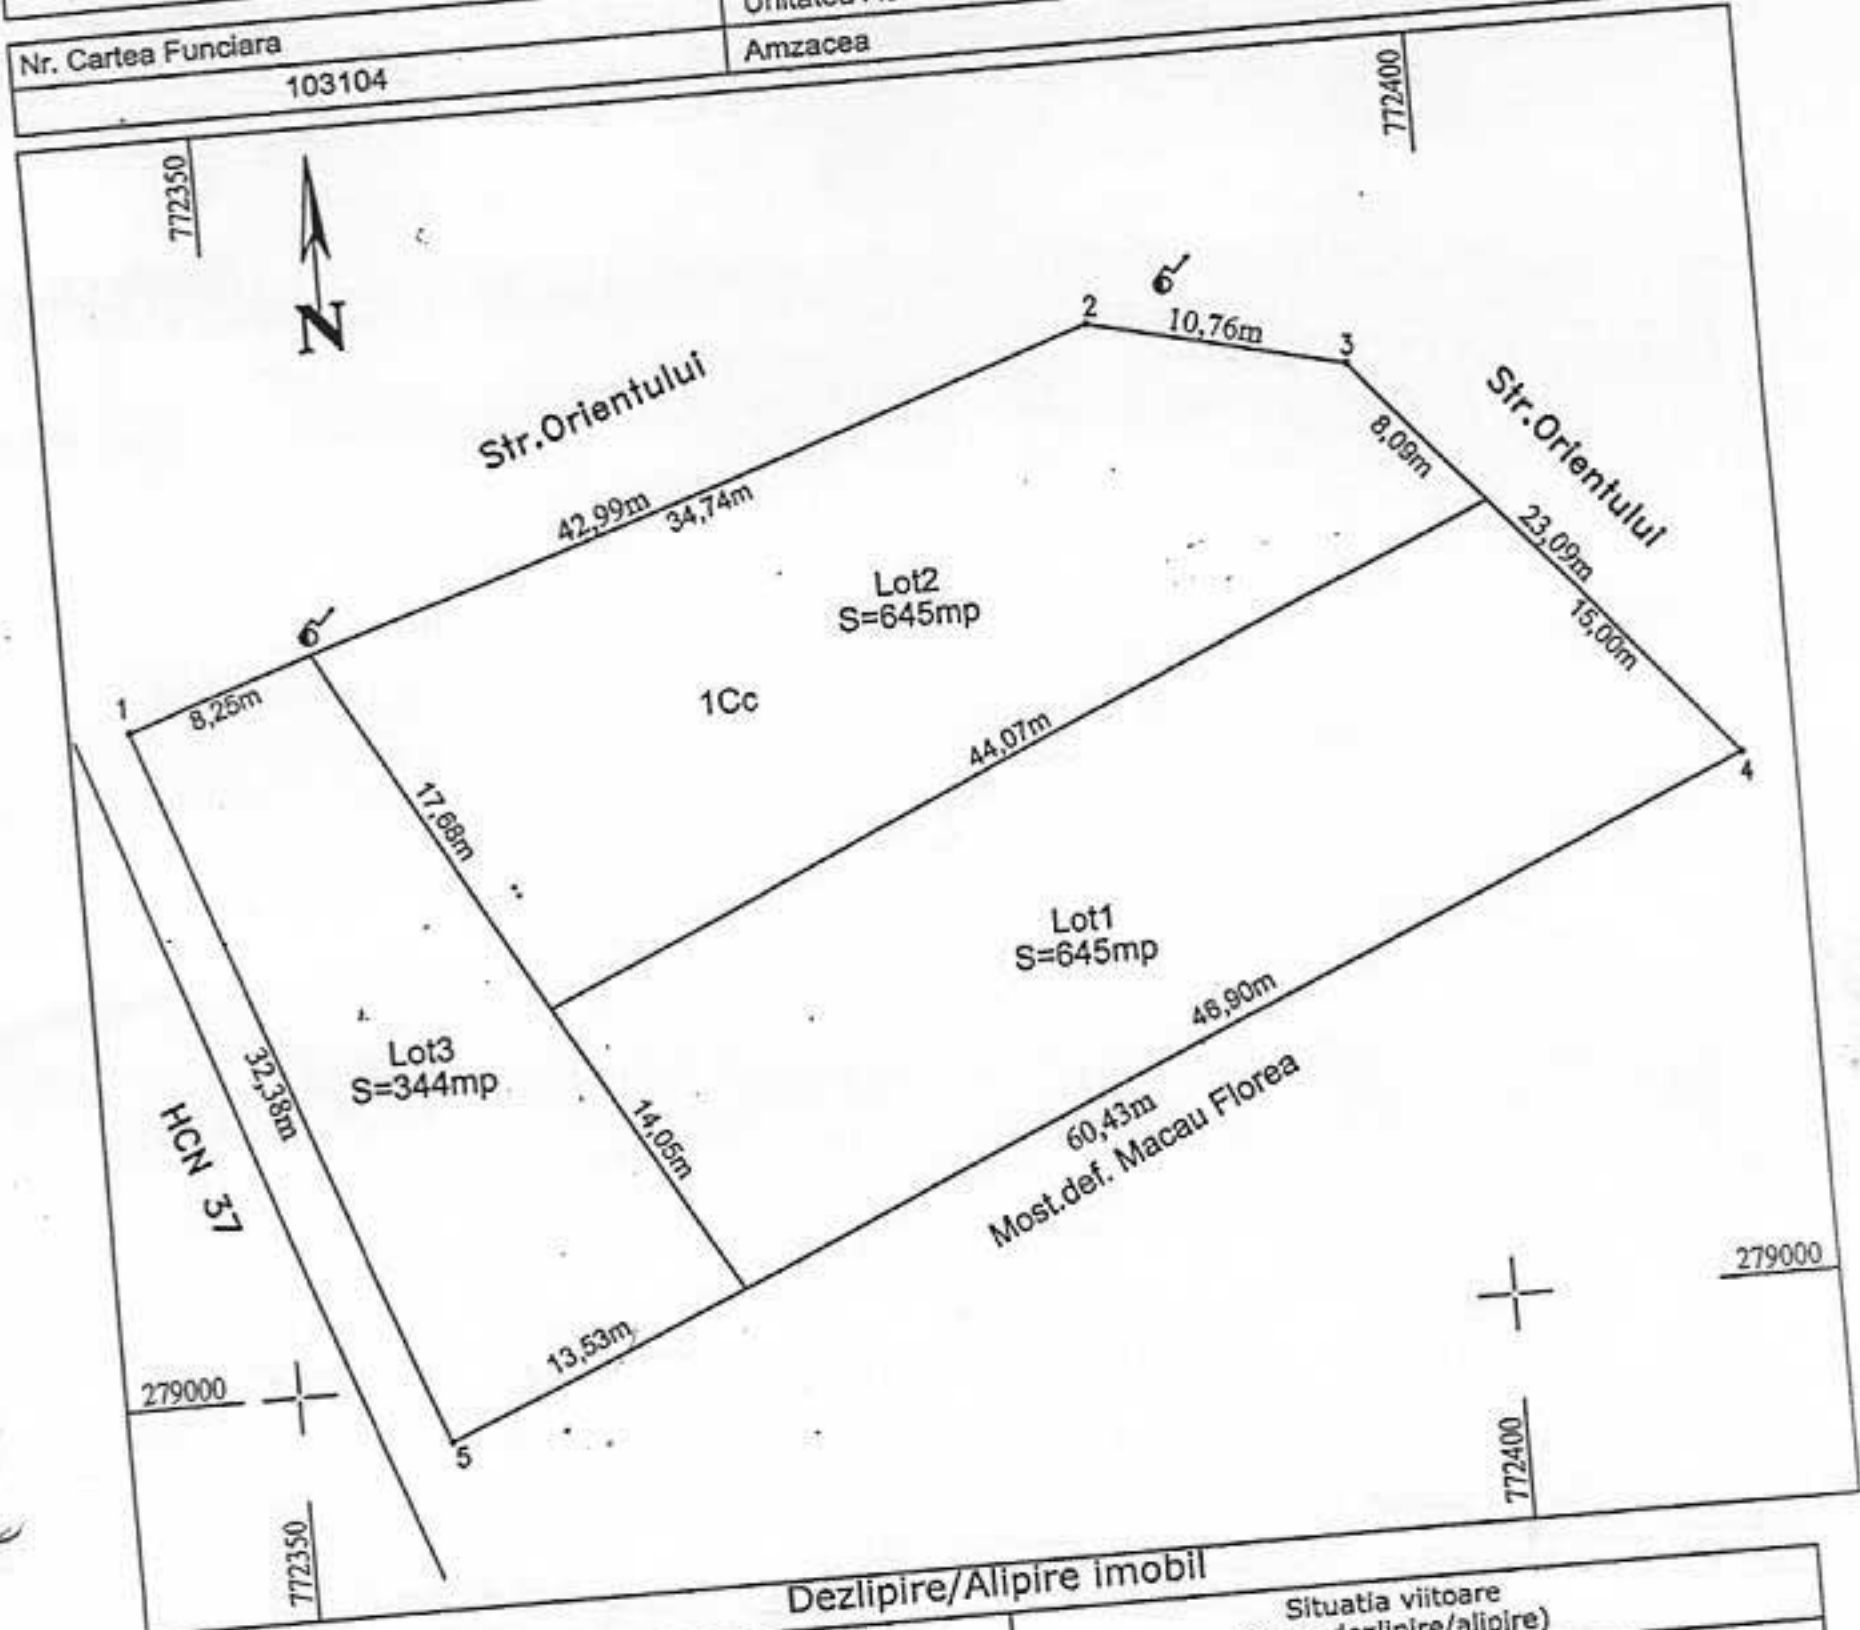 Nr. Cartea Funciara
103104
Amzacea
772350
772400
N
2
10,76m
3
Str.Orientului
Str.Orientului
8,09m
42,99m
34,74m
23,09m
Lot2
S=645mp
15,00m
1
8,25m
1Cc
44,07m
4
17,68m
Lot1
S=645mp
46,90m
Lot3
S=344mp
32,38m
14,05m
60,43m
Most.def. Macau Florea
HCN 37
279000
13,53m
279000
5
772350
772400
Dezlipire/Alipire imobil
Situatia viitoare